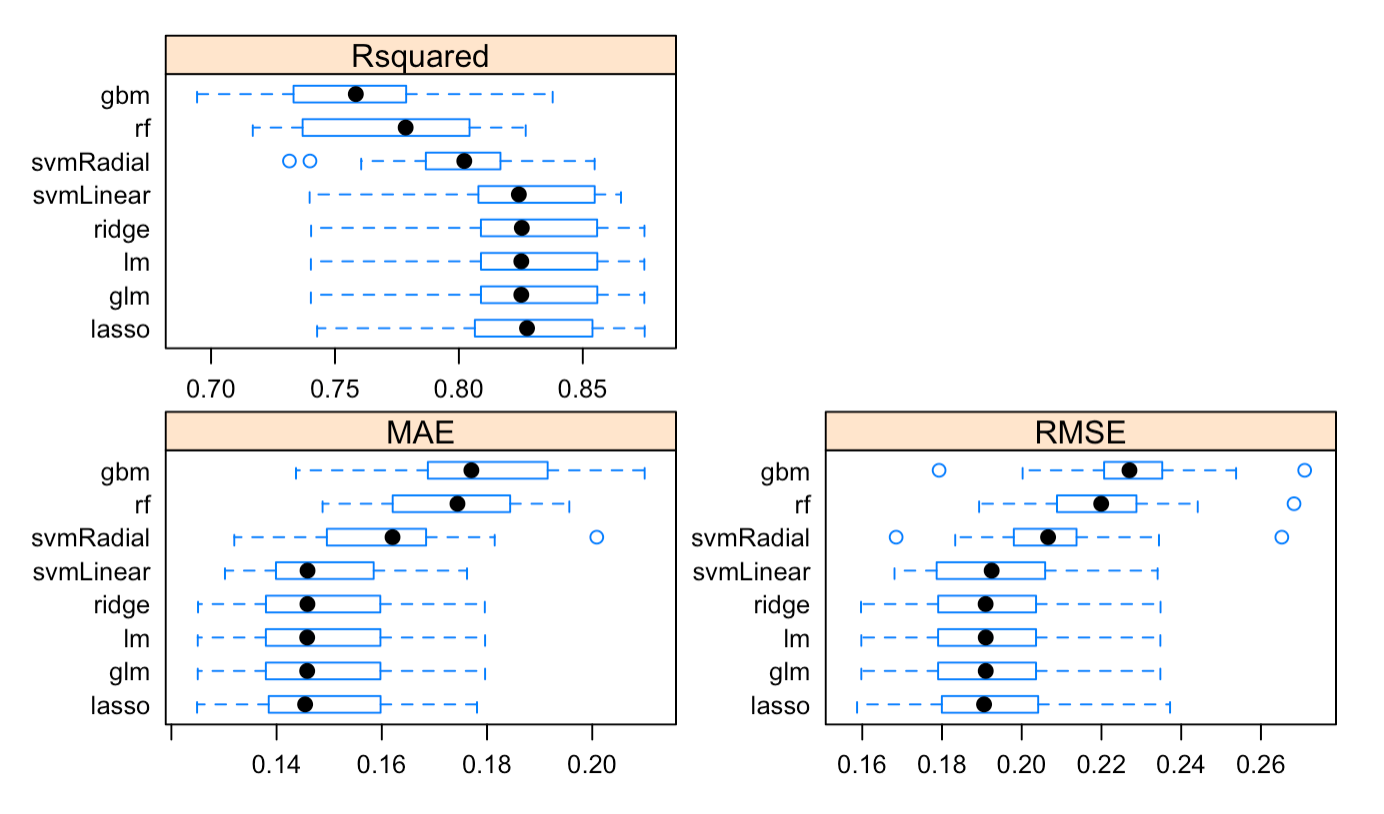 Rsquared
gbm
rf
svmRadial
svmLinear
ridge
lm
glm
lasso
0.70 0.75 0.80 0.85
MAE
gbm
rf
svmRadial
svmLinear
ridge
lm
glm
lasso
0.14 0.16 0.18 0.20
RMSE
gbm
rf
svmRadial
svmLinear
ridge
lm
glm
lasso
0.16 0.18 0.20 0.22 0.24 0.26